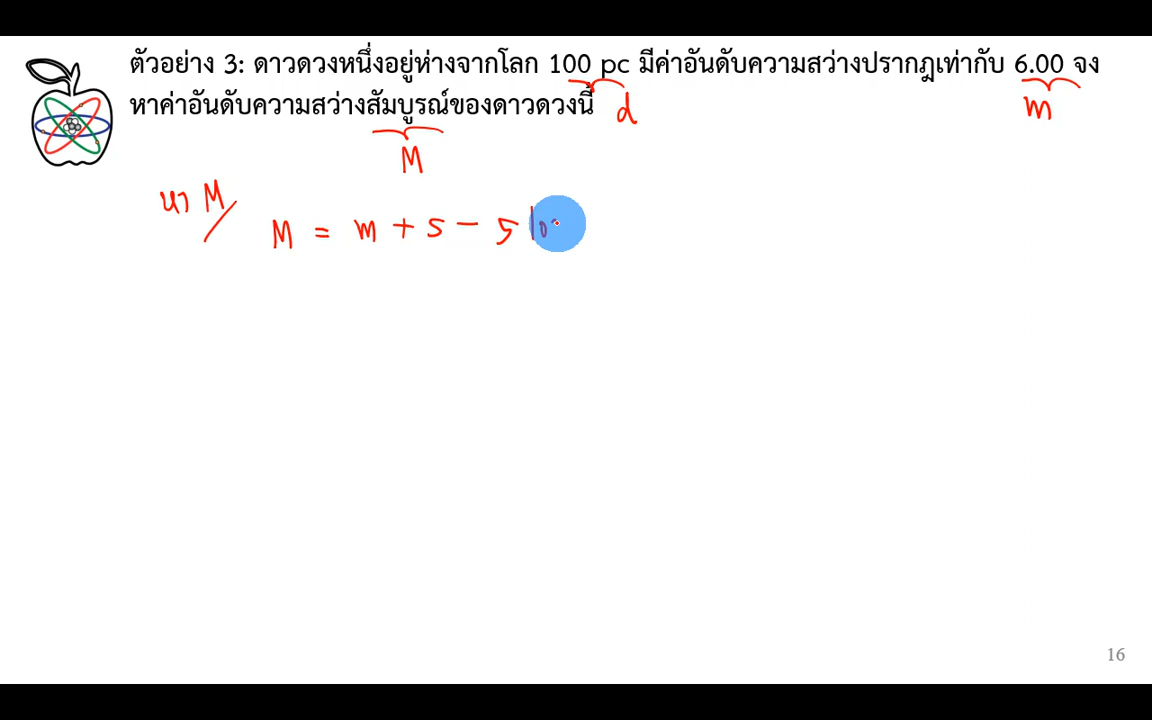 ตัวอย่าง 3: ดาวดวงหนึ่งอยู่ห่างจากโลก 100 pc มีค่าอันดับความสว่างปรากฏเท่ากับ 6.00 จง
หาค่าอันดับความสว่างสัมบูรณ์ของดาวดวงนี้
d
m
M
หา M
M = m + 5 - 5 lo
16